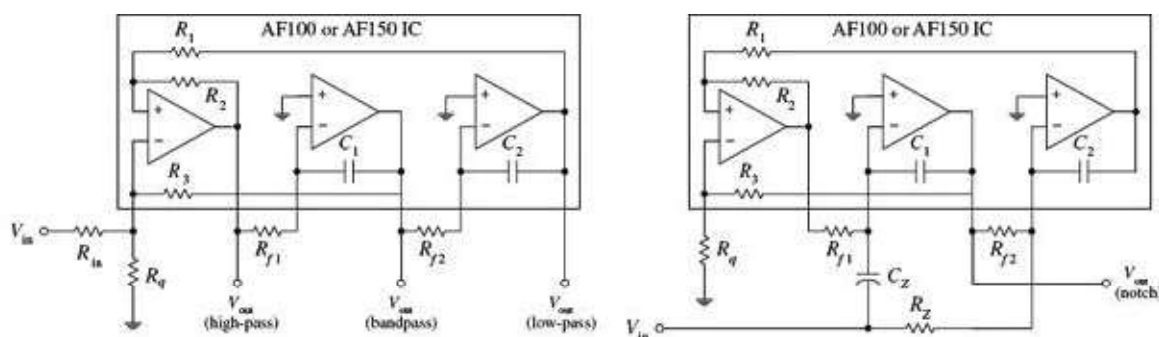 AF100 or AF150 IC
R1
R2
C1
C2
R3
Vin
Rin
Rq
Rf1
Rf2
Vout
(high-pass)
Vout
(bandpass)
Vout
(low-pass)
AF100 or AF150 IC
R1
R2
C1
C2
R3
Rq
Rf1
Rf2
CZ
Vout
(notch)
RZ
Vin